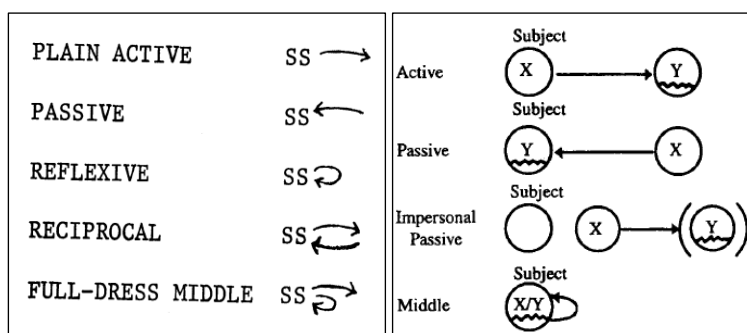 PLAIN ACTIVE SS
PASSIVE SS
REFLEXIVE SS
RECIPROCAL SS
FULL-DRESS MIDDLE SS
Subject
Active X Y
Subject
Passive Y X
Subject
Impersonal
Passive X (Y)
Subject
Middle X/Y